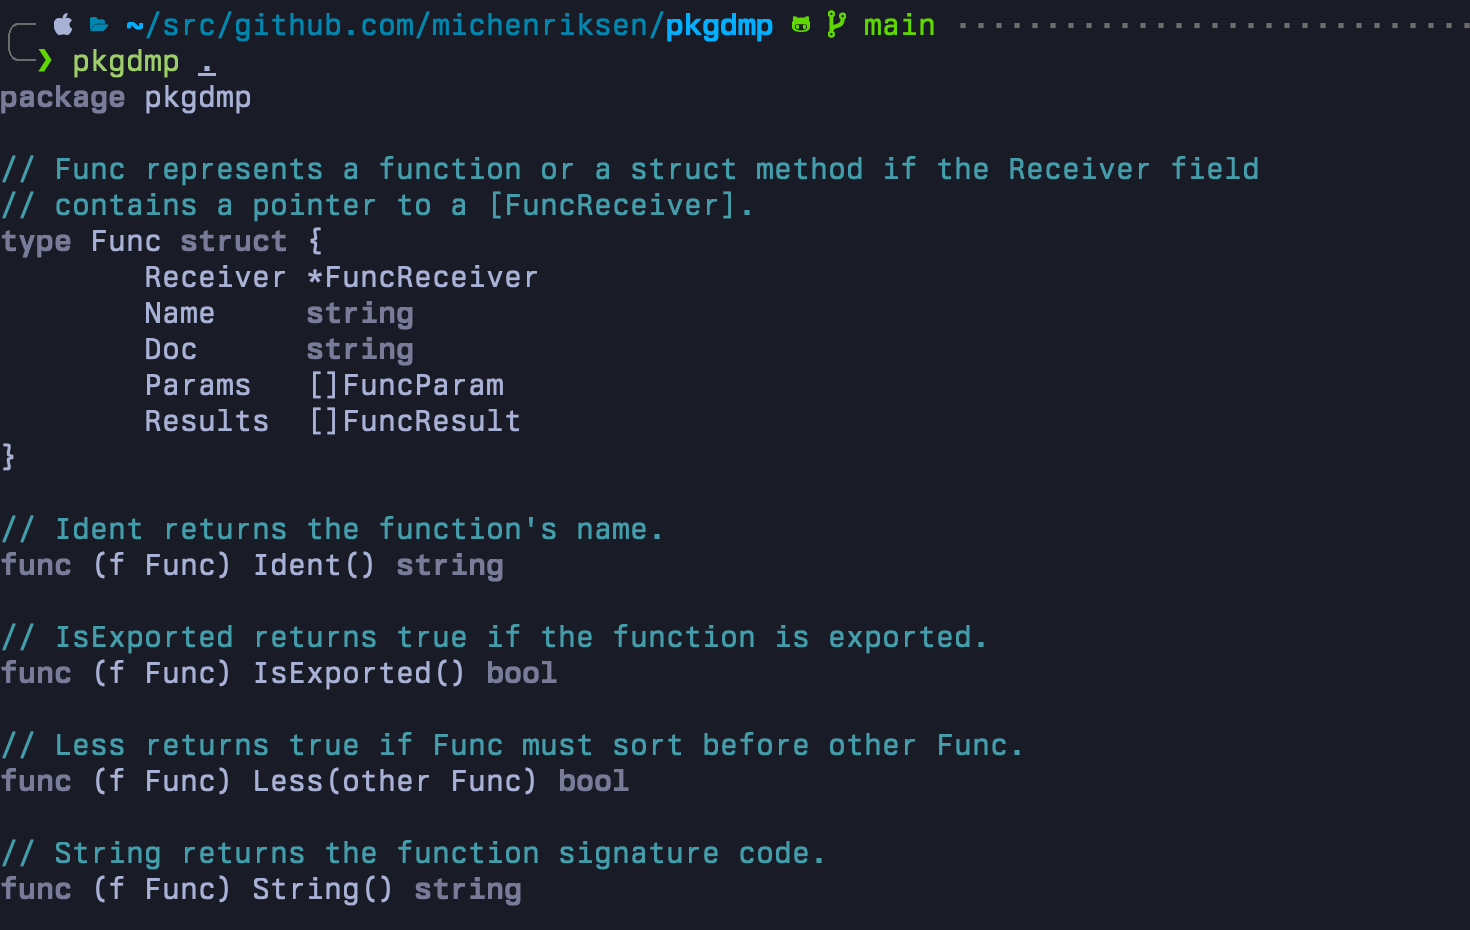 ~/src/github.com/michenriksen/pkgdmp main
❯ pkgdmp .
package pkgdmp

// Func represents a function or a struct method if the Receiver field
// contains a pointer to a [FuncReceiver].
type Func struct {
        Receiver *FuncReceiver
        Name     string
        Doc      string
        Params   []FuncParam
        Results  []FuncResult
}

// Ident returns the function's name.
func (f Func) Ident() string

// IsExported returns true if the function is exported.
func (f Func) IsExported() bool

// Less returns true if Func must sort before other Func.
func (f Func) Less(other Func) bool

// String returns the function signature code.
func (f Func) String() string